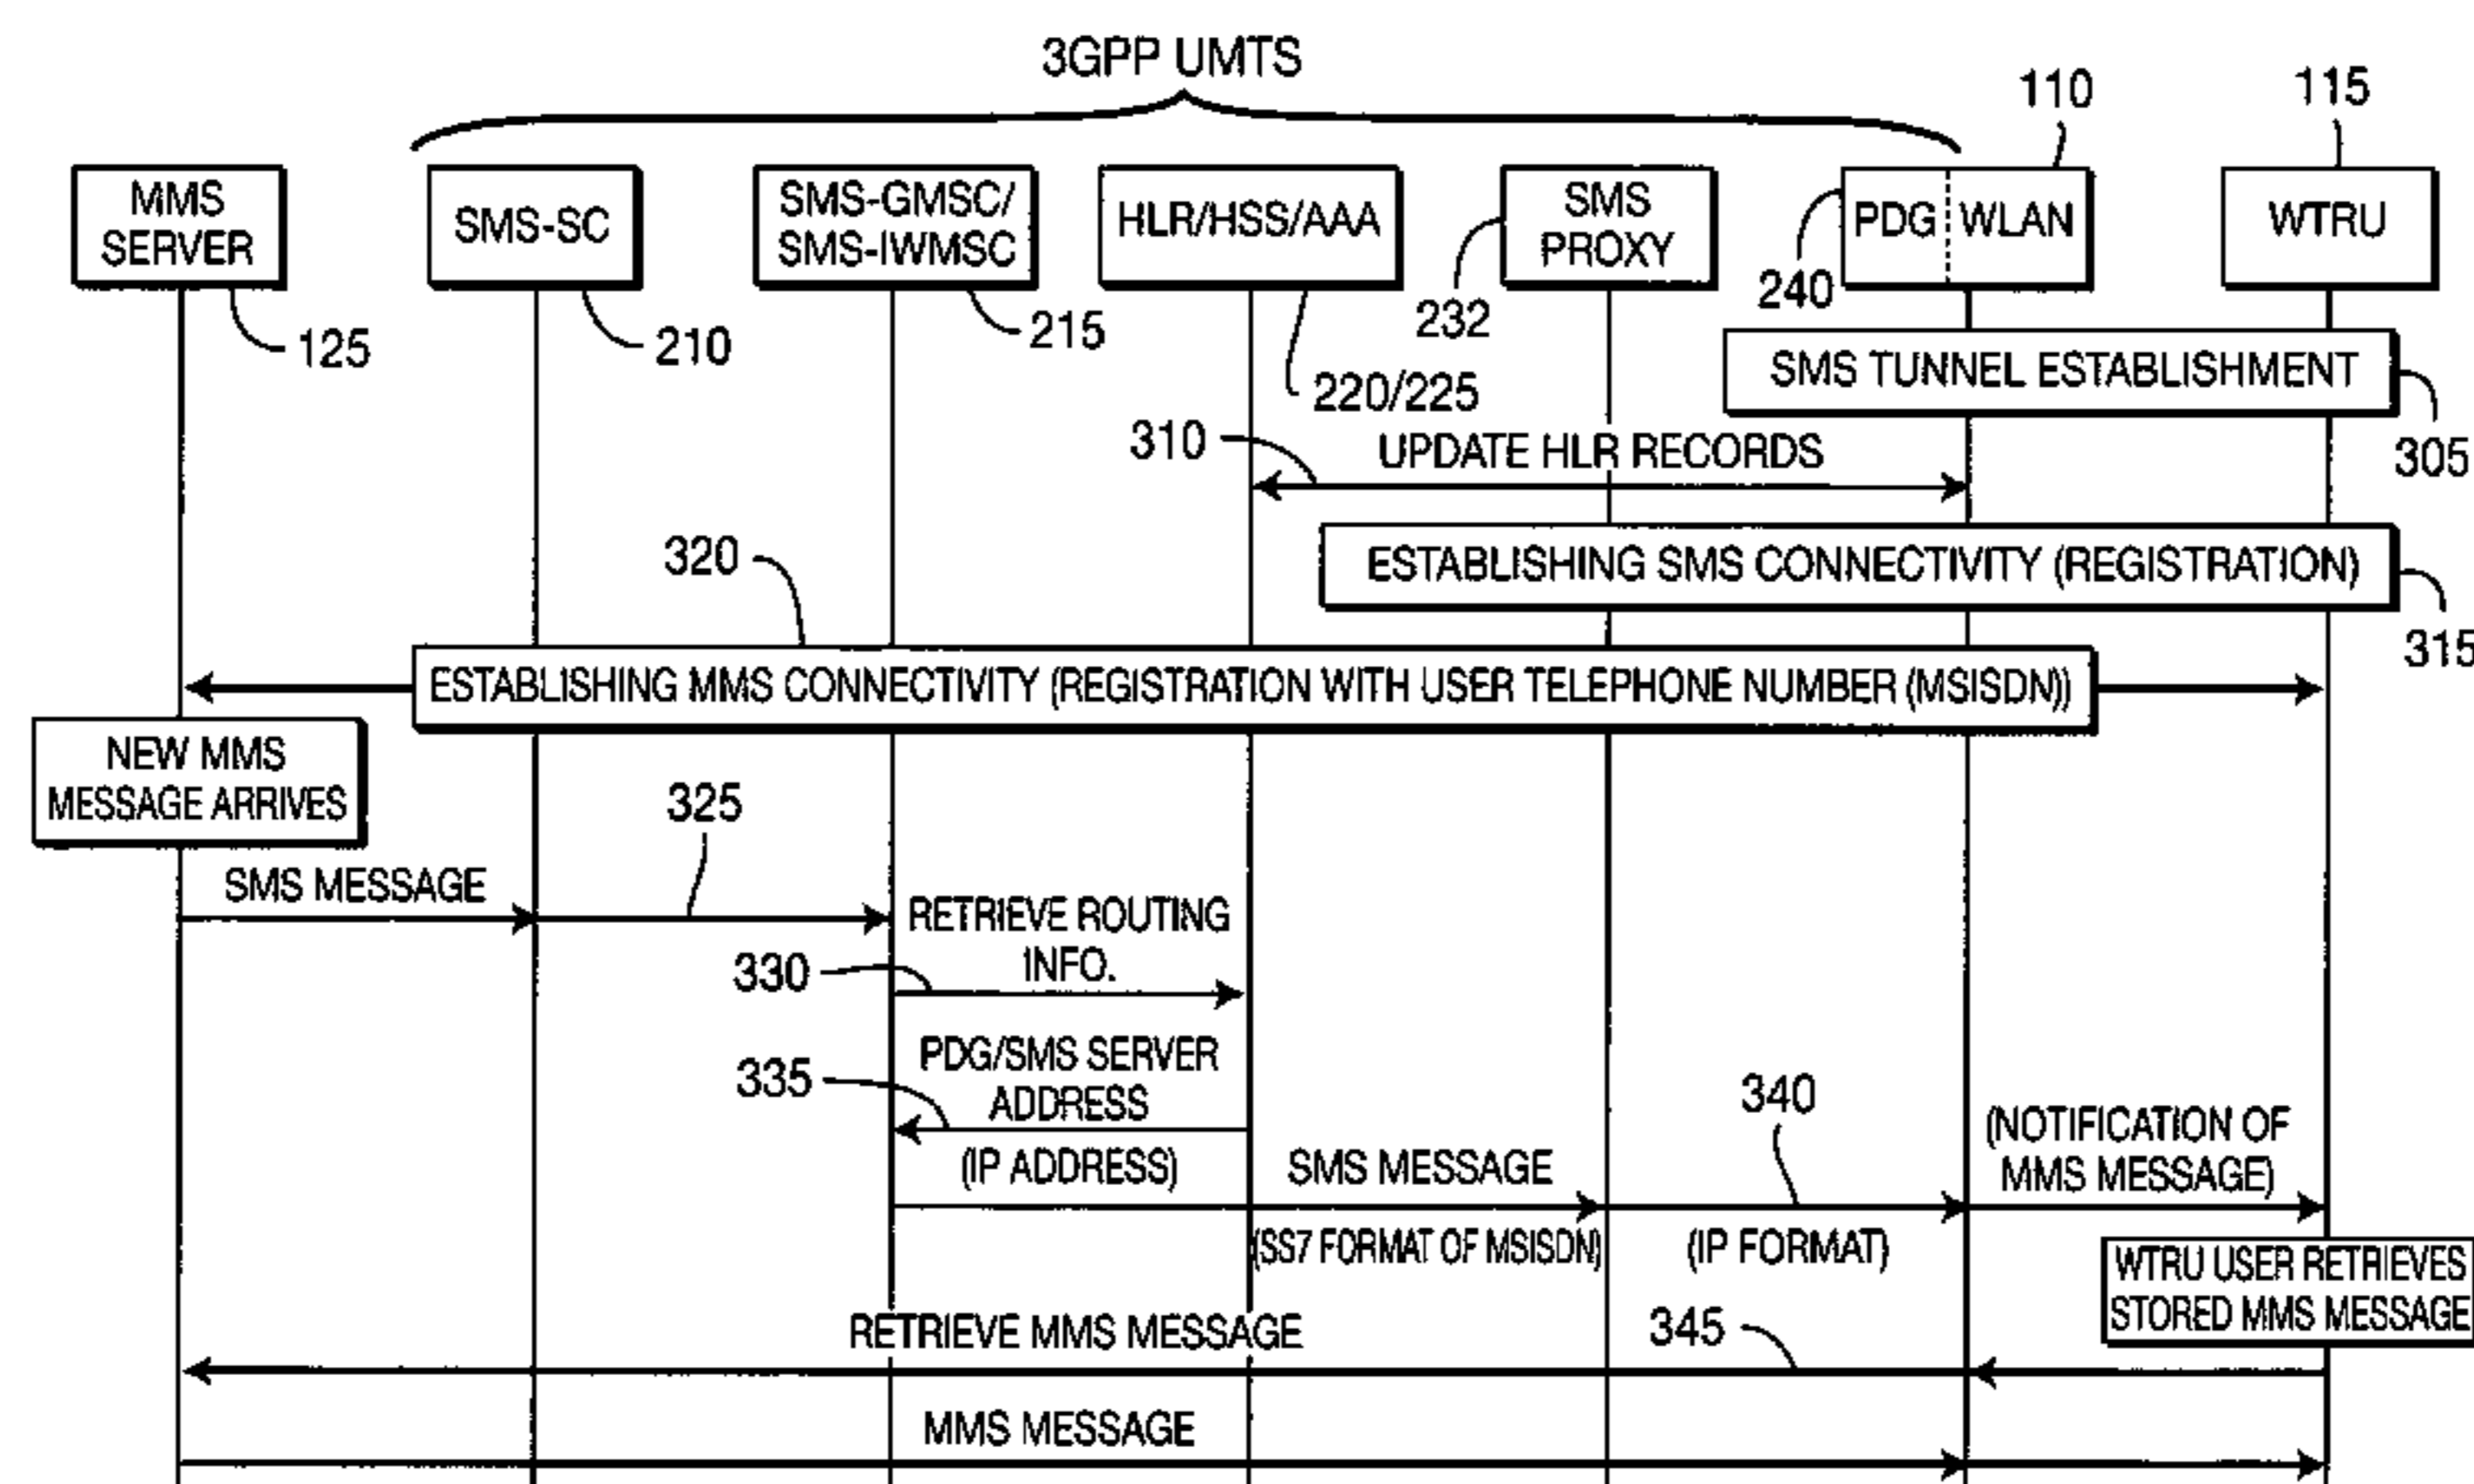 3GPP UMTS
110
115
MMS
SERVER
SMS-SC
SMS-GMSC/
SMS-IWMSC
HLR/HSS/AAA
SMS
PROXY
PDG
WLAN
WTRU
125
210
215
220/225
232
240
SMS TUNNEL ESTABLISHMENT
305
310
UPDATE HLR RECORDS
320
ESTABLISHING SMS CONNECTIVITY (REGISTRATION)
315
ESTABLISHING MMS CONNECTIVITY (REGISTRATION WITH USER TELEPHONE NUMBER (MSISDN))
NEW MMS
MESSAGE ARRIVES
325
SMS MESSAGE
RETRIEVE ROUTING
INFO.
330
PDG/SMS SERVER
ADDRESS
335
(IP ADDRESS)
SMS MESSAGE
(SS7 FORMAT OF MSISDN)
340
(IP FORMAT)
(NOTIFICATION OF
MMS MESSAGE)
WTRU USER RETRIEVES
STORED MMS MESSAGE
RETRIEVE MMS MESSAGE
345
MMS MESSAGE